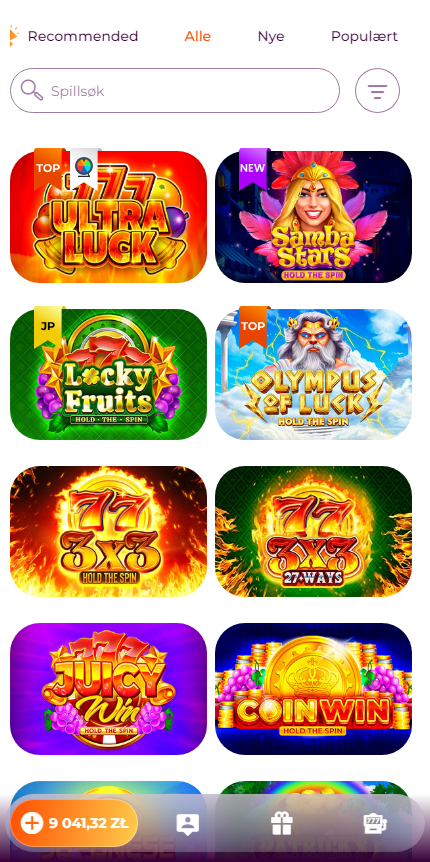 Recommended Alle Nye Populært
Spillsøk
TOP
777
ULTRA
LUCK
NEW
Samba
Stars
HOLD THE SPIN
JP
Lucky
Fruits
HOLD · THE · SPIN
TOP
OLYMPUS
OF LUCK
HOLD THE SPIN
77
3X3
HOLD THE SPIN
77
3X3
27 WAYS
777
JUICY
Win
HOLD THE SPIN
COIN WIN
HOLD THE SPIN
9 041,32 ZŁ
777